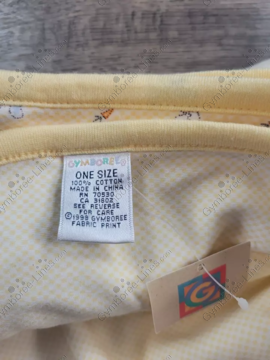 GYMBOREE
ONE SIZE
100% COTTON
MADE IN CHINA
RN 70530
CA 31602
SEE REVERSE
FOR CARE
©1998 GYMBOREE
FABRIC PRINT
G